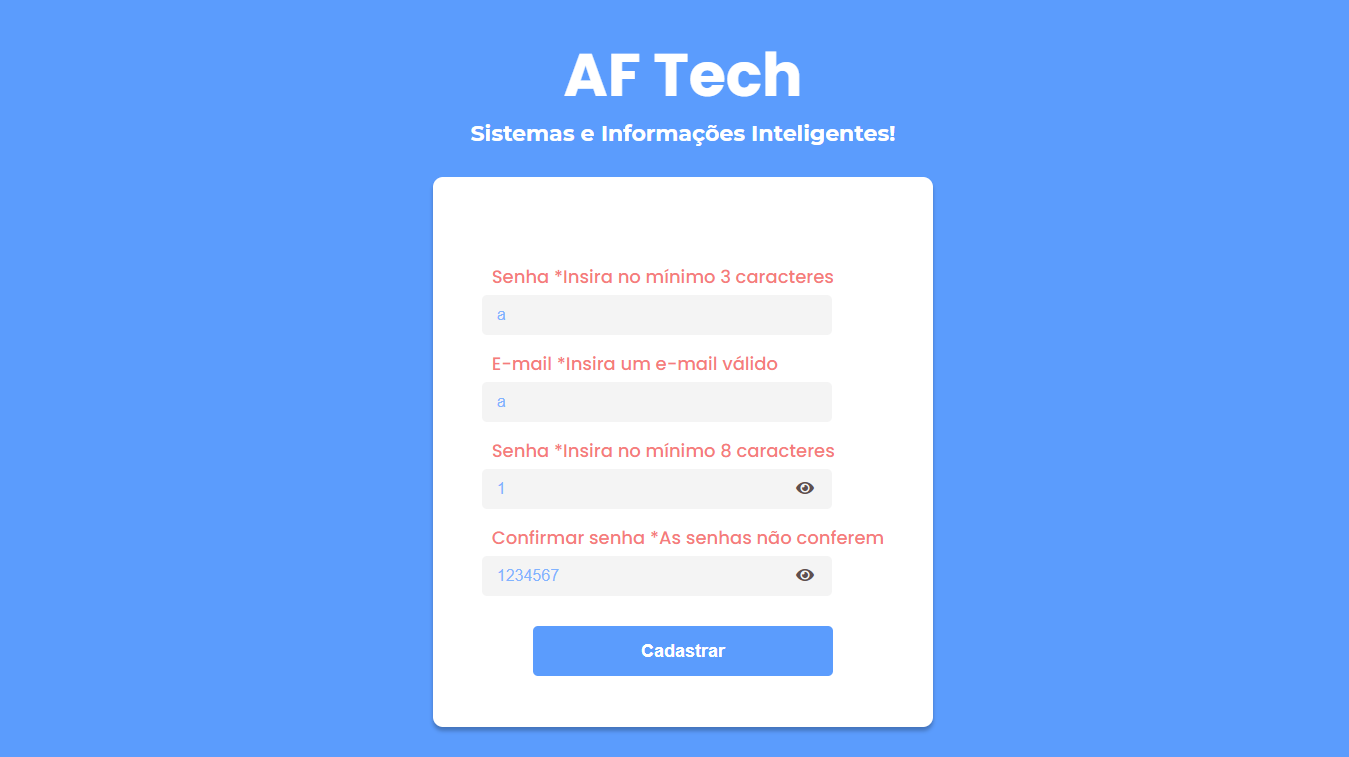 AF Tech
Sistemas e Informações Inteligentes!
Senha *Insira no mínimo 3 caracteres
a
E-mail *Insira um e-mail válido
a
Senha *Insira no mínimo 8 caracteres
1
Confirmar senha *As senhas não conferem
1234567
Cadastrar